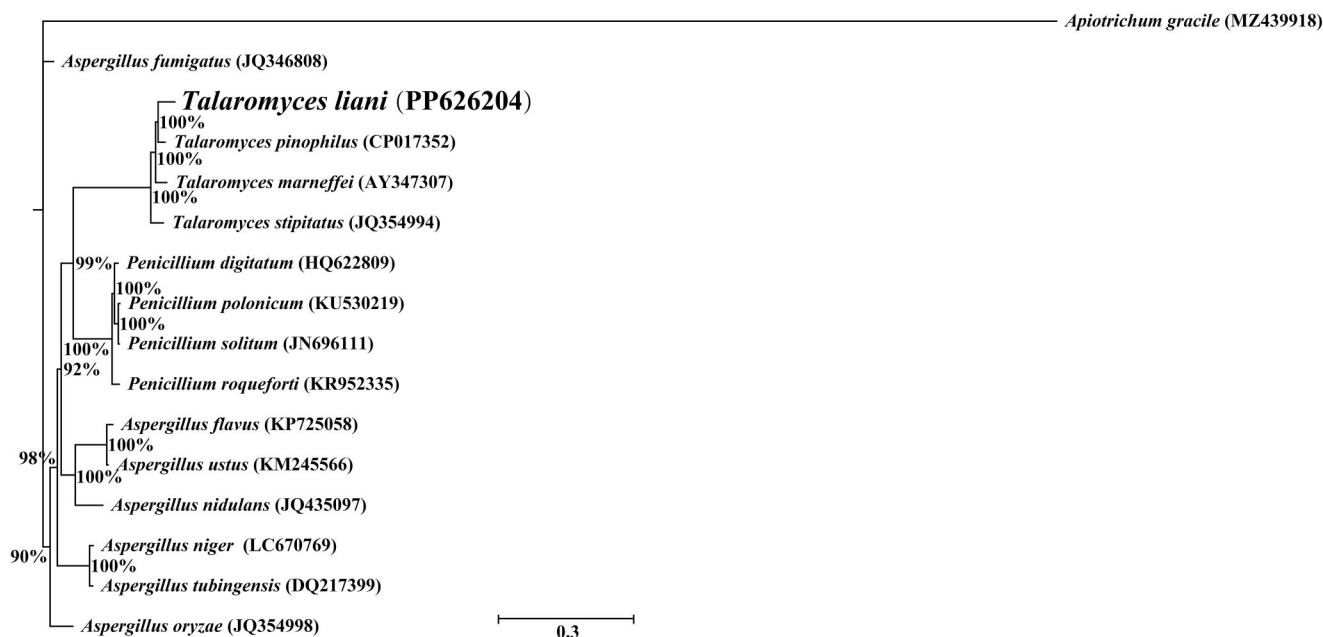 Apiotrichum gracile (MZ439918)
Aspergillus fumigatus (JQ346808)
Talaromyces liani (PP626204)
100%
Talaromyces pinophilus (CP017352)
100%
Talaromyces marneffei (AY347307)
100%
Talaromyces stipitatus (JQ354994)
99%
Penicillium digitatum (HQ622809)
100%
Penicillium polonicum (KU530219)
100%
Penicillium solitum (JN696111)
100%
92%
Penicillium roqueforti (KR952335)
Aspergillus flavus (KP725058)
100%
98%
Aspergillus ustus (KM245566)
100%
Aspergillus nidulans (JQ435097)
Aspergillus niger (LC670769)
90%
100%
Aspergillus tubingensis (DQ217399)
Aspergillus oryzae (JQ354998)
0.3